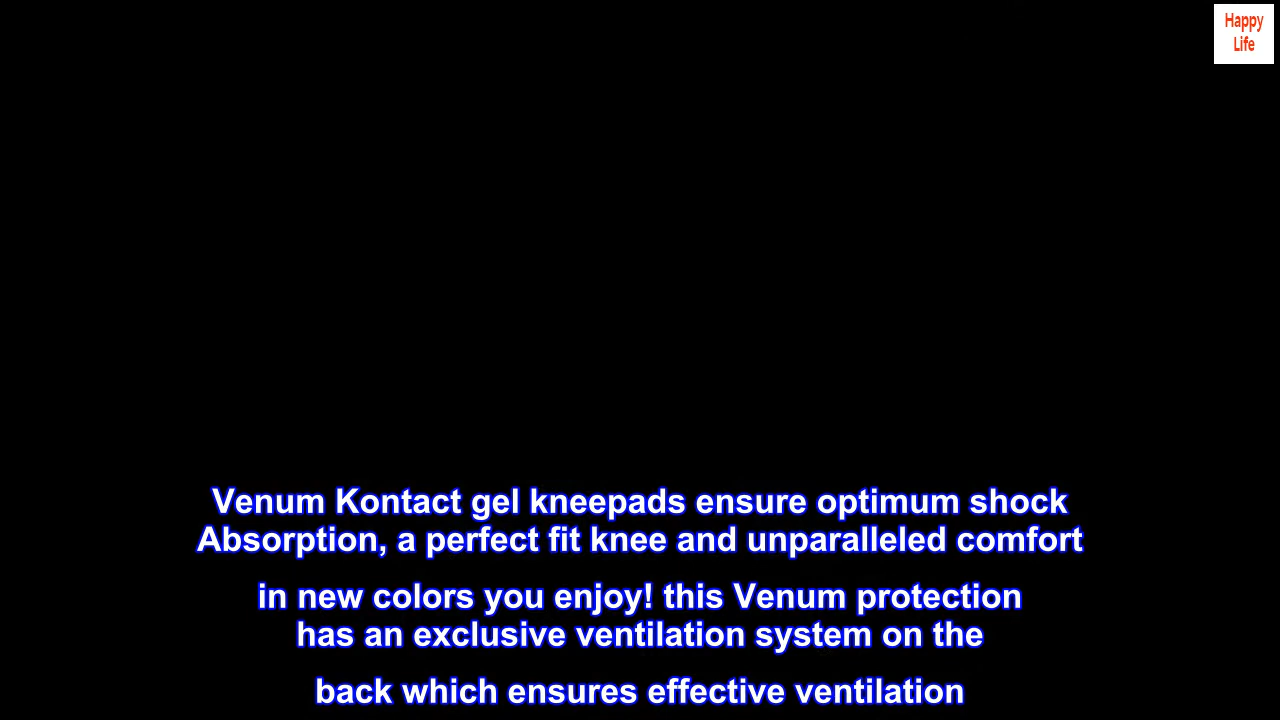 Happy
Life
Venum Kontact gel kneepads ensure optimum shock
Absorption, a perfect fit knee and unparalleled comfort
in new colors you enjoy! this Venum protection
has an exclusive ventilation system on the
back which ensures effective ventilation